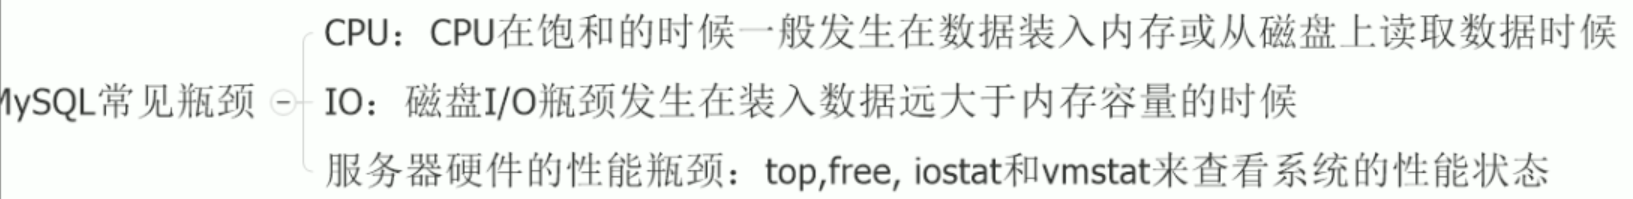 CPU：CPU在饱和的时候一般发生在数据装入内存或从磁盘上读取数据时候
MySQL常见瓶颈
IO：磁盘I/O瓶颈发生在装入数据远大于内存容量的时候
服务器硬件的性能瓶颈：top,free, iostat和vmstat来查看系统的性能状态